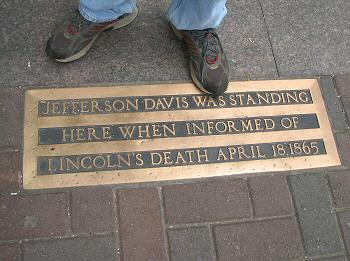 JEFFERSON DAVIS WAS STANDING
HERE WHEN INFORMED OF
LINCOLN'S DEATH APRIL 18, 1865